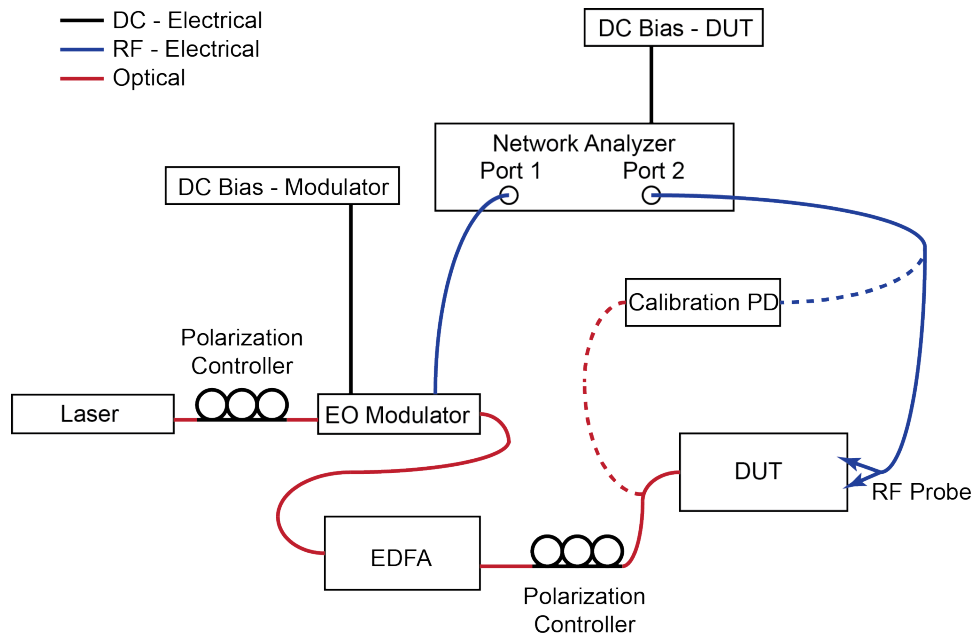 DC - Electrical
RF - Electrical
Optical
DC Bias - DUT
Network Analyzer
Port 1
Port 2
DC Bias - Modulator
Calibration PD
Polarization
Controller
Laser
EO Modulator
DUT
RF Probe
EDFA
Polarization
Controller